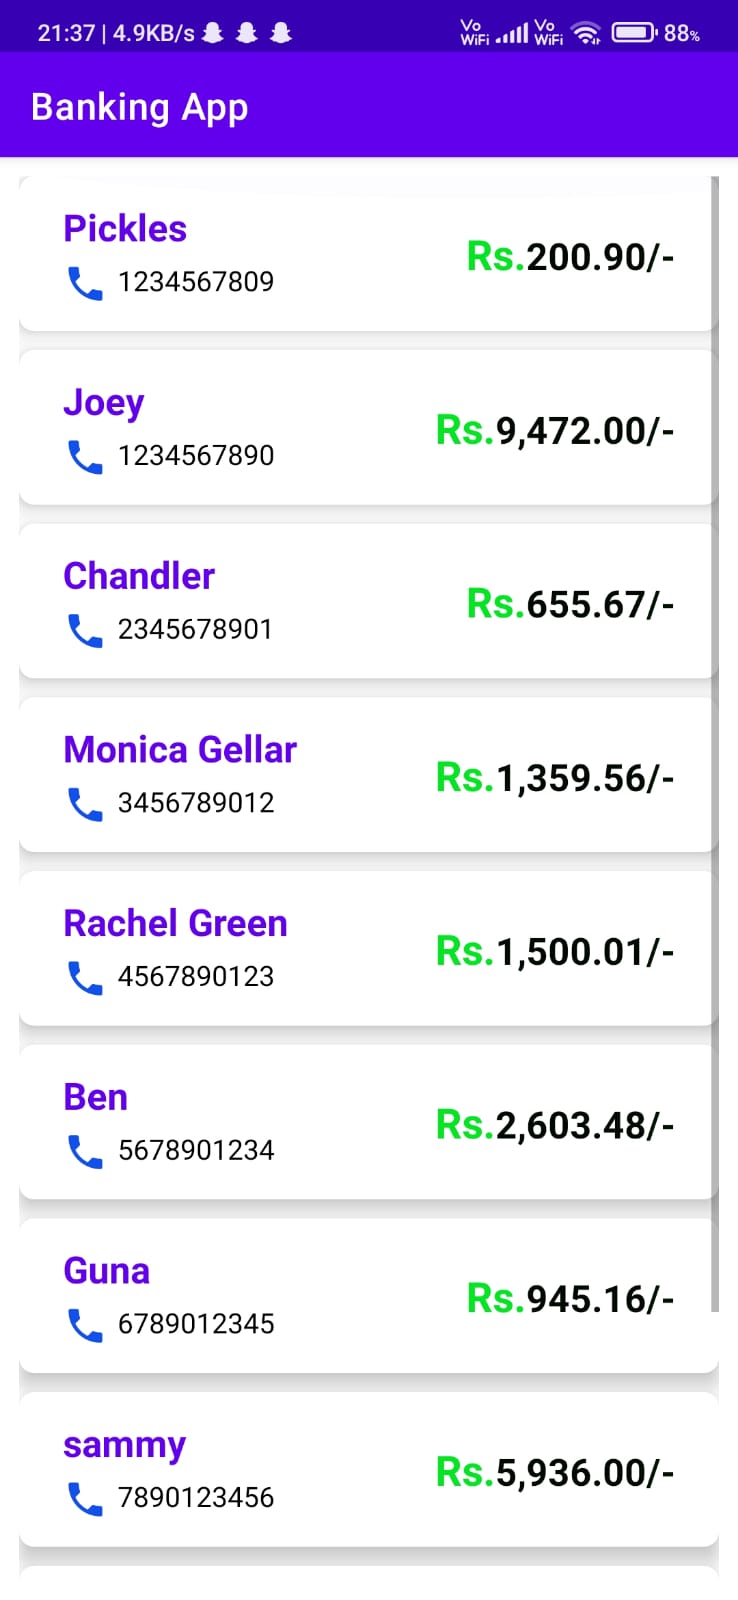 21:37 | 4.9KB/s
Vo WiFi Vo WiFi 88%
Banking App
Pickles
1234567809
Rs.200.90/-
Joey
1234567890
Rs.9,472.00/-
Chandler
2345678901
Rs.655.67/-
Monica Gellar
3456789012
Rs.1,359.56/-
Rachel Green
4567890123
Rs.1,500.01/-
Ben
5678901234
Rs.2,603.48/-
Guna
6789012345
Rs.945.16/-
sammy
7890123456
Rs.5,936.00/-